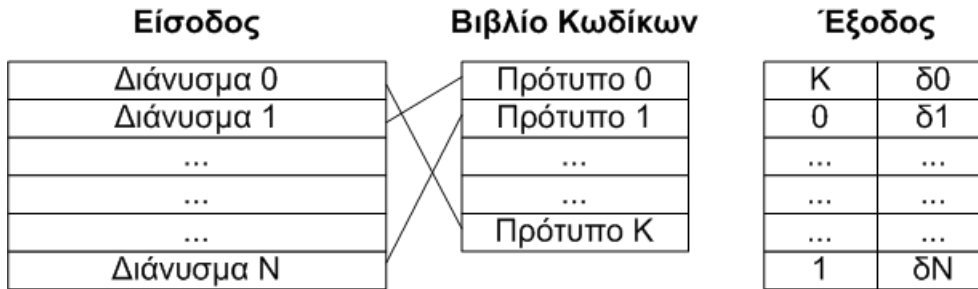 Είσοδος Βιβλίο Κωδίκων Έξοδος
Διάνυσμα 0 Πρότυπο 0 K δ0
Διάνυσμα 1 Πρότυπο 1 0 δ1
... ... ... ...
... ... ... ...
... Πρότυπο K ... ...
Διάνυσμα N 1 δN